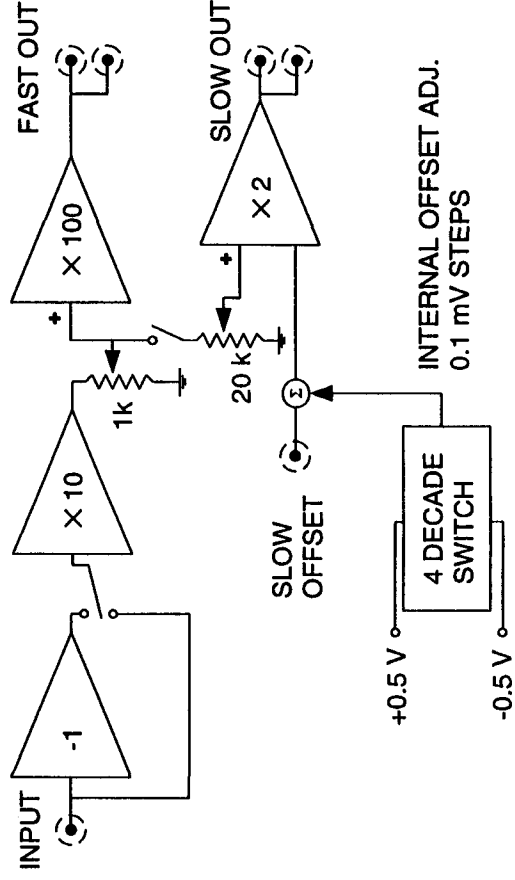 INPUT
-1
× 10
1k
+
× 100
FAST OUT
20 k
+
× 2
SLOW OUT
SLOW
OFFSET
Σ
4 DECADE
SWITCH
+0.5 V
-0.5 V
INTERNAL OFFSET ADJ.
0.1 mV STEPS